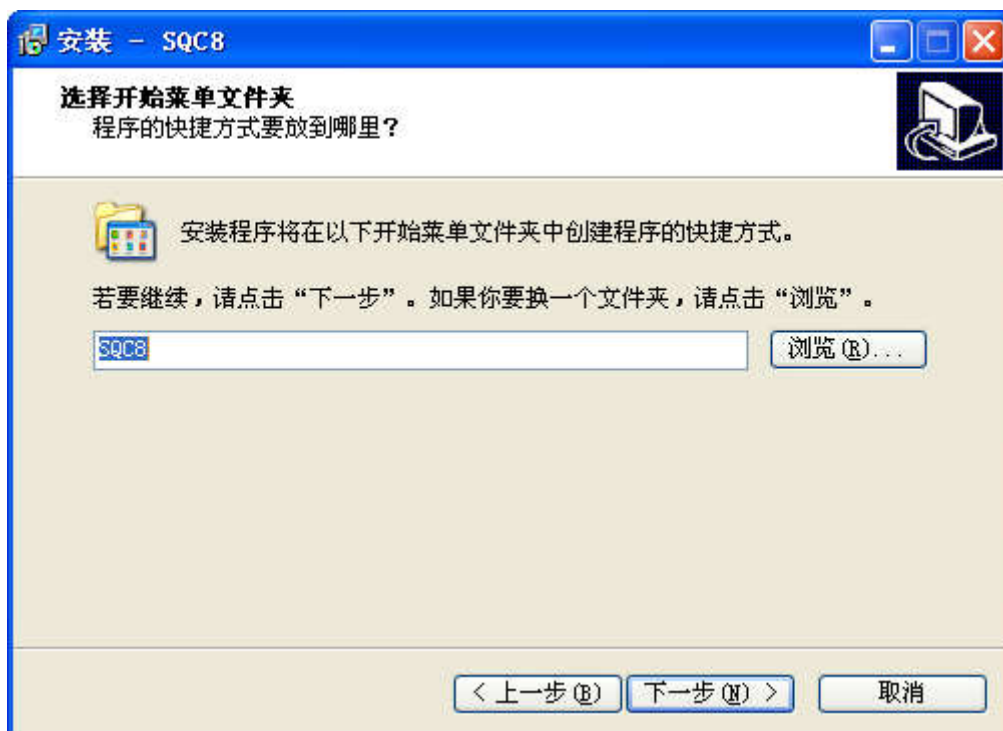 安装 - SQC8
选择开始菜单文件夹
程序的快捷方式要放到哪里?
安装程序将在以下开始菜单文件夹中创建程序的快捷方式。
若要继续,请点击“下一步”。如果你要换一个文件夹,请点击“浏览”。
SQC8
浏览(R)...
< 上一步(B)
下一步(N) >
取消